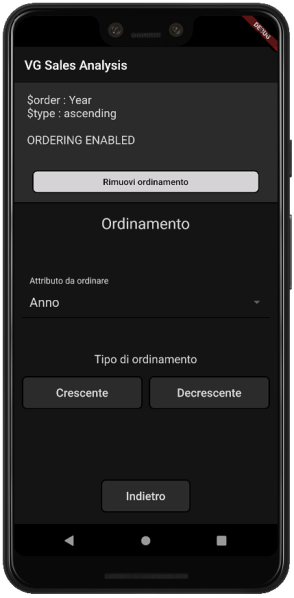 DEBUG
VG Sales Analysis
$order : Year
$type : ascending
ORDERING ENABLED
Rimuovi ordinamento
Ordinamento
Attributo da ordinare
Anno
Tipo di ordinamento
Crescente
Decrescente
Indietro